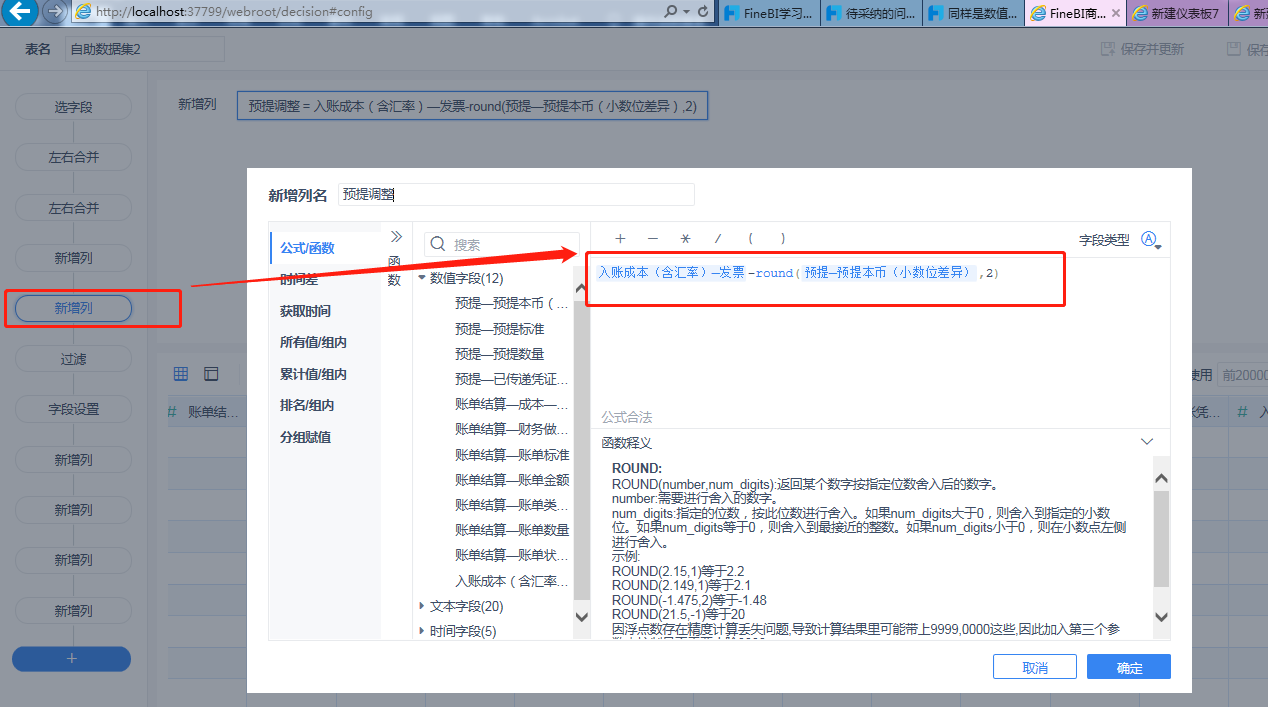 http://localhost:37799/webroot/decision#config
FineBI学习...
待采纳的问...
同样是数值...
FineBI商...
新建仪表板7
表名
自助数据集2
保存并更新
选字段
左右合并
左右合并
新增列
新增列
过滤
字段设置
新增列
新增列
新增列
新增列
+
新增列
预提调整 = 入账成本（含汇率）—发票-round(预提—预提本币（小数位差异）,2)
新增列名
预提调整
公式/函数
时间差
获取时间
所有值/组内
累计值/组内
排名/组内
分组赋值
函
数
搜索
数值字段(12)
预提—预提本币（...
预提—预提标准
预提—预提数量
预提—已传递凭证...
账单结算—成本—...
账单结算—财务做...
账单结算—账单标准
账单结算—账单金额
账单结算—账单类...
账单结算—账单数量
账单结算—账单状...
入账成本（含汇率...
文本字段(20)
时间字段(5)
+ — * / ( )
字段类型
入账成本（含汇率）—发票-round(预提—预提本币（小数位差异）,2)
公式合法
函数释义
ROUND:
ROUND(number,num_digits):返回某个数字按指定位数舍入后的数字。
number:需要进行舍入的数字。
num_digits:指定的位数，按此位数进行舍入。如果num_digits大于0，则舍入到指定的小数
位。如果num_digits等于0，则舍入到最接近的整数。如果num_digits小于0，则在小数点左侧
进行舍入。
示例:
ROUND(2.15,1)等于2.2
ROUND(2.149,1)等于2.1
ROUND(-1.475,2)等于-1.48
ROUND(21.5,-1)等于20
因浮点数存在精度计算丢失问题,导致计算结果里可能带上9999,0000这些,因此加入第三个参
取消
确定
# 账单结...
使用
前20000